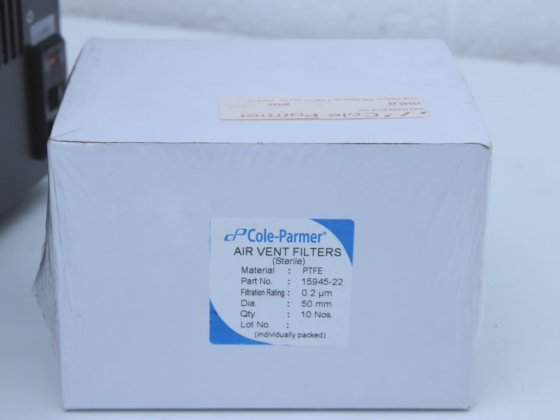 Cole-Parmer
Cole-Parmer®
AIR VENT FILTERS
(Sterile)
Material : PTFE
Part No. : 15945-22
Filtration Rating : 0.2 µm
Dia. : 50 mm
Qty. : 10 Nos.
Lot No. :
(individually packed)